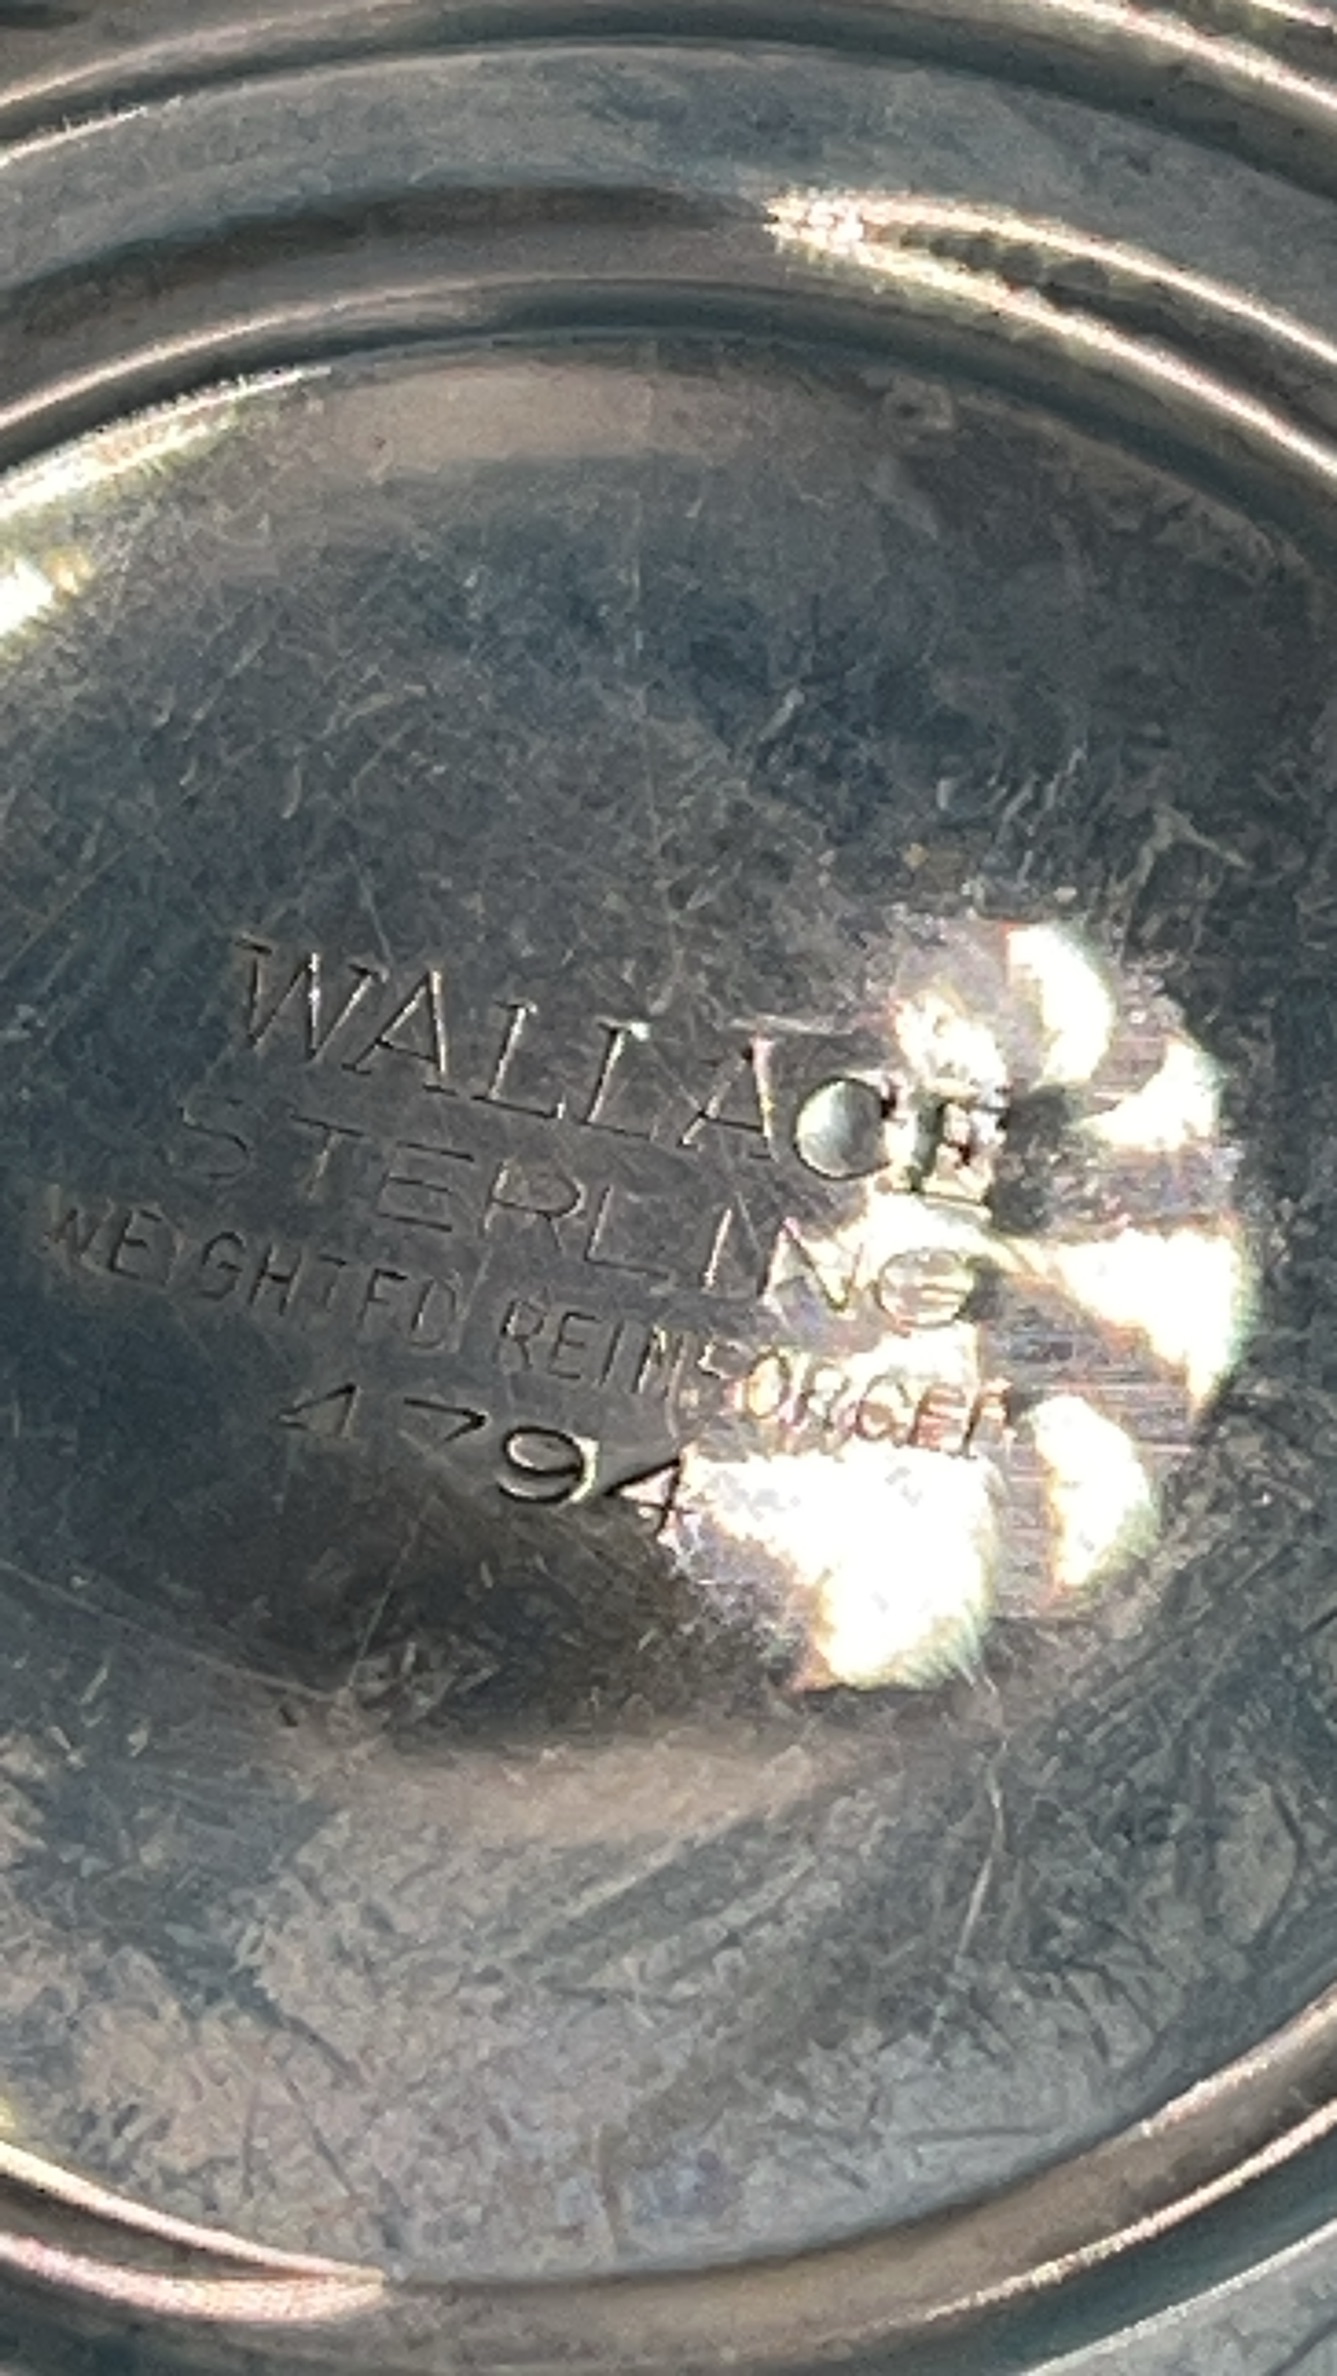 WALLACE
STERLING
WEIGHTED REINFORCED
4794